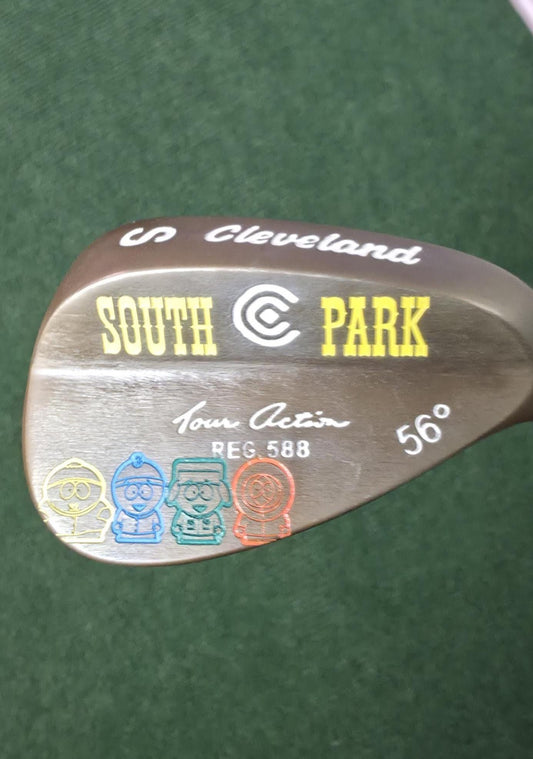 S Cleveland
SOUTH PARK
Tour Action
REG. 588
56°